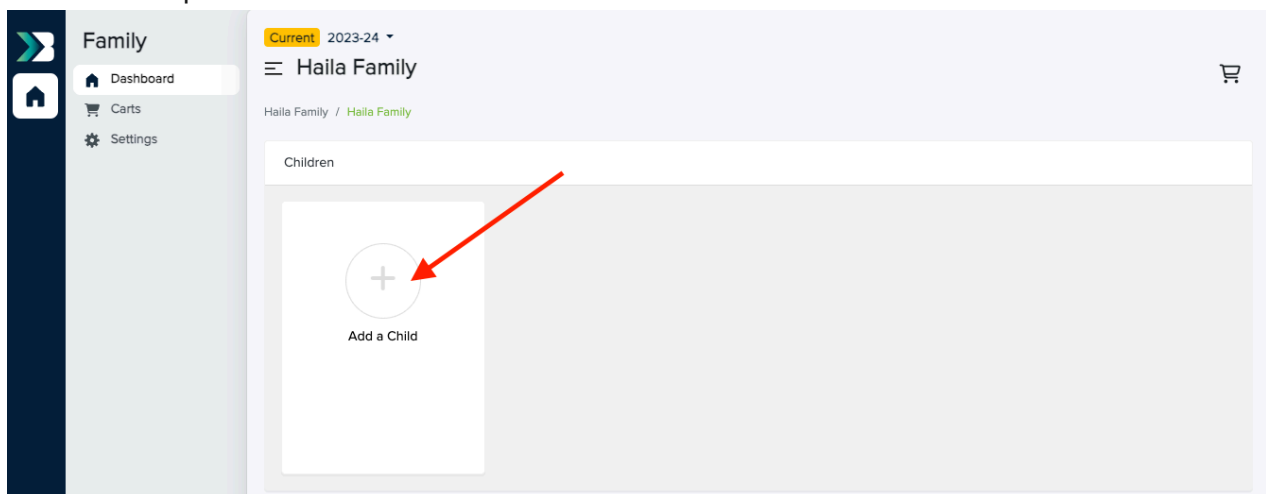 Family
Dashboard
Carts
Settings
Current 2023-24
Haila Family
Haila Family / Haila Family
Children
Add a Child